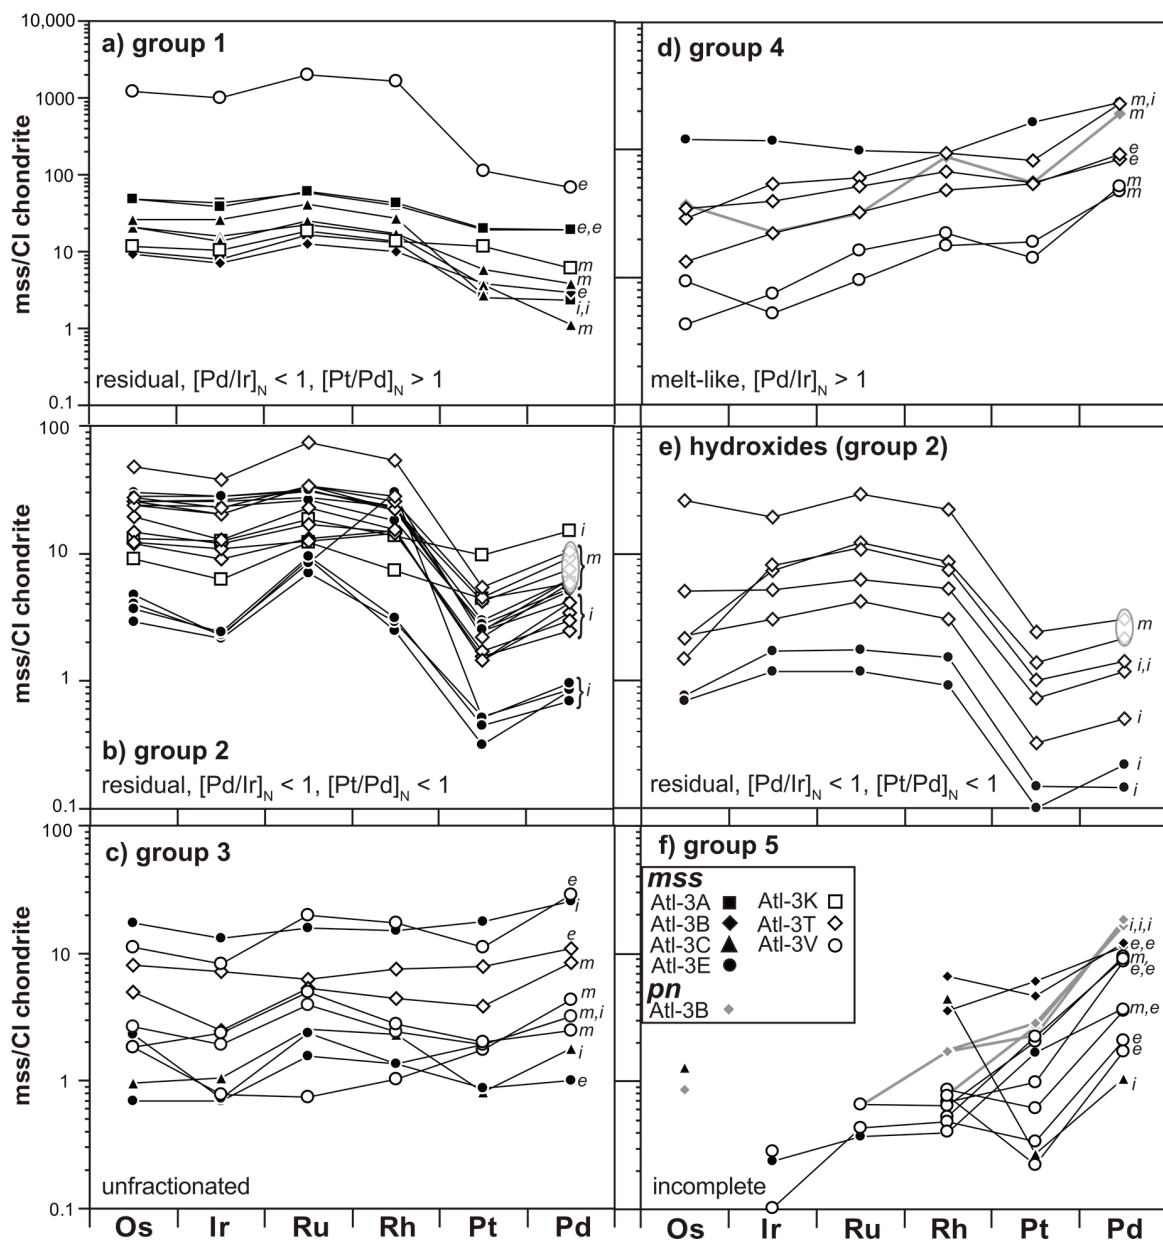 a) group 1
mss/CI chondrite
10,000
1000
100
10
1
0.1
e
e,e
m
m
e
i,i
m
residual, [Pd/Ir]N < 1, [Pt/Pd]N > 1
d) group 4
m,i
m
e
e
m
m
melt-like, [Pd/Ir]N > 1
mss/CI chondrite
100
10
1
0.1
i
m
i
i
b) group 2
residual, [Pd/Ir]N < 1, [Pt/Pd]N < 1
e) hydroxides (group 2)
m
i,i
i
i
i
residual, [Pd/Ir]N < 1, [Pt/Pd]N < 1
c) group 3
mss/CI chondrite
100
10
1
0.1
e
i
e
m
m
m,i
m
i
e
unfractionated
Os Ir Ru Rh Pt Pd
f) group 5
mss
Atl-3A Atl-3K
Atl-3B Atl-3T
Atl-3C Atl-3V
Atl-3E
pn
Atl-3B
i,i,i
e,e
m,
e,e
m,e
e
e
i
incomplete
Os Ir Ru Rh Pt Pd